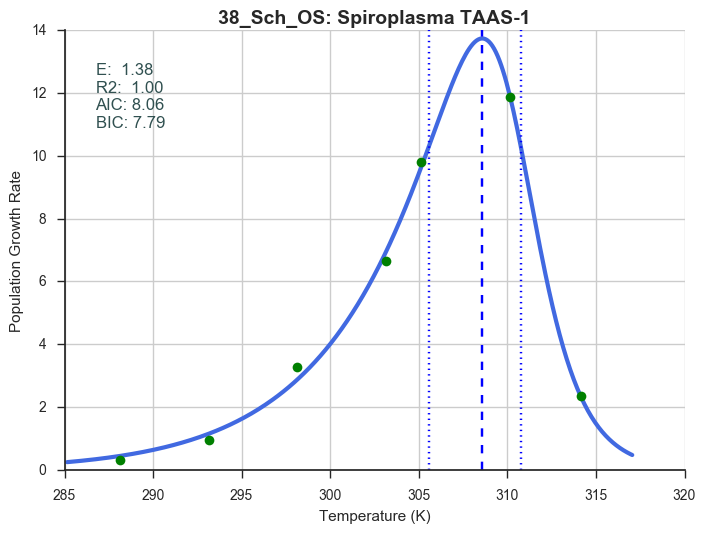 38_Sch_OS: Spiroplasma TAAS-1
14
12
10
8
6
4
2
0
E: 1.38
R2: 1.00
AIC: 8.06
BIC: 7.79
Population Growth Rate
285 290 295 300 305 310 315 320
Temperature (K)